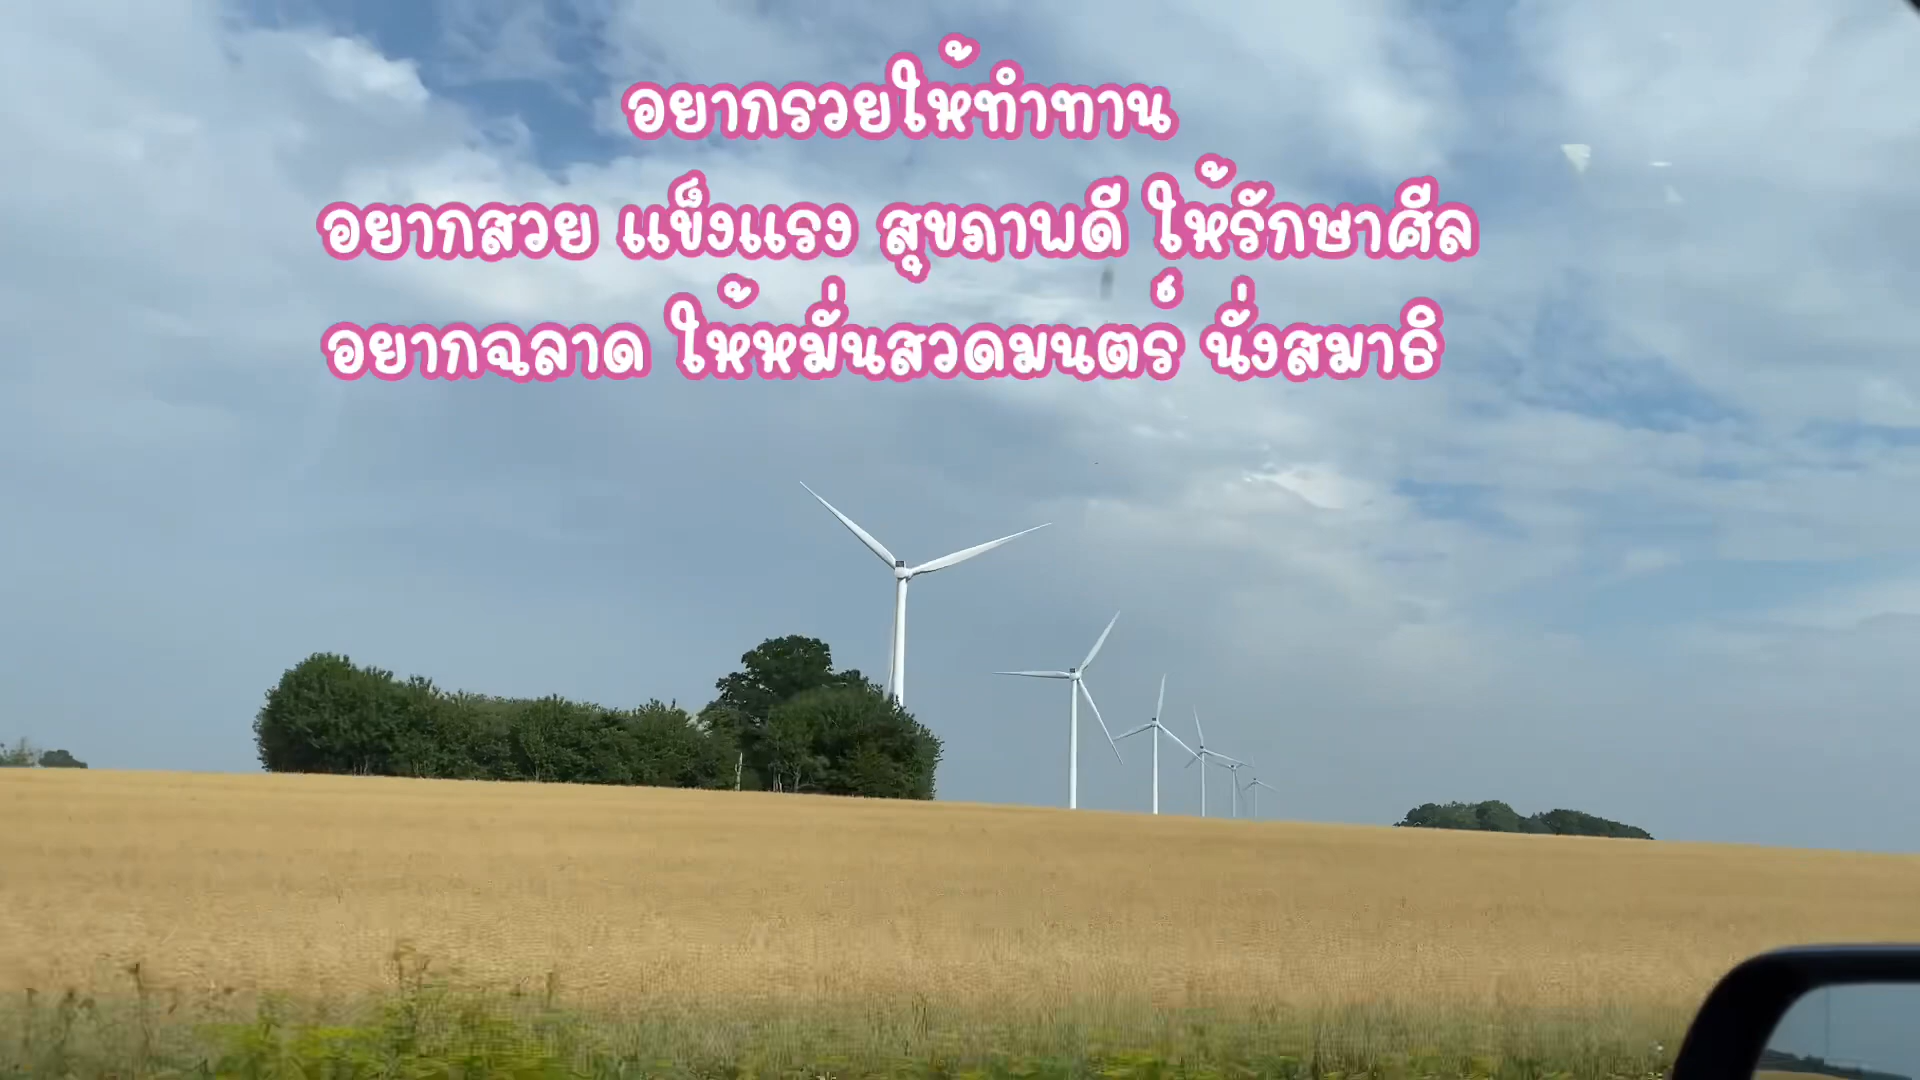 อยากรวยให้ทำทาน
อยากสวย แข็งแรง สุขภาพดี ให้รักษาศีล
อยากฉลาด ให้หมั่นสวดมนตร์ นั่งสมาธิ